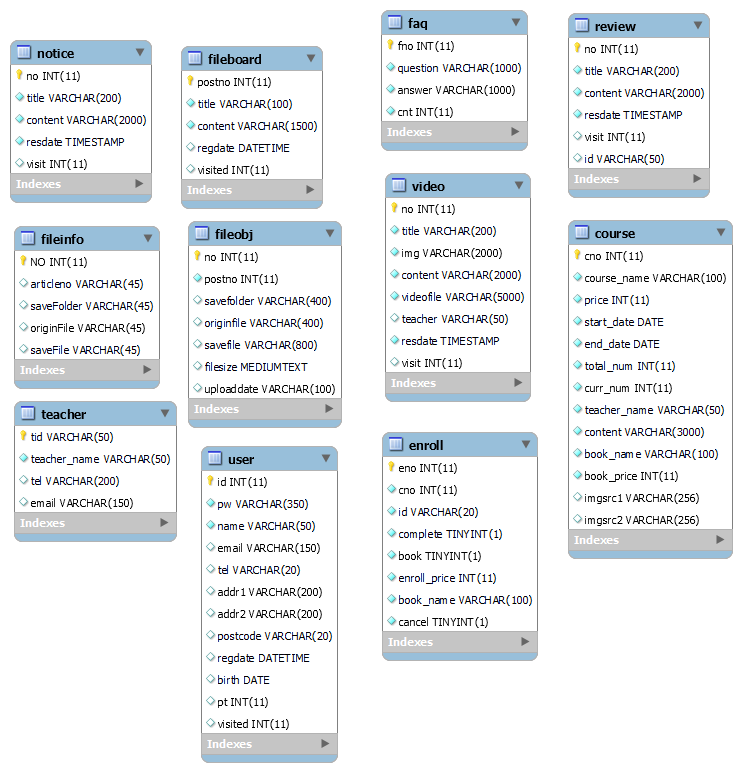 notice
no INT(11)
title VARCHAR(200)
content VARCHAR(2000)
resdate TIMESTAMP
visit INT(11)
Indexes
fileboard
postno INT(11)
title VARCHAR(100)
content VARCHAR(1500)
regdate DATETIME
visited INT(11)
Indexes
faq
fno INT(11)
question VARCHAR(1000)
answer VARCHAR(1000)
cnt INT(11)
Indexes
review
no INT(11)
title VARCHAR(200)
content VARCHAR(2000)
resdate TIMESTAMP
visit INT(11)
id VARCHAR(50)
Indexes
fileinfo
NO INT(11)
articleno VARCHAR(45)
saveFolder VARCHAR(45)
originFile VARCHAR(45)
saveFile VARCHAR(45)
Indexes
fileobj
no INT(11)
postno INT(11)
savefolder VARCHAR(400)
originfile VARCHAR(400)
savefile VARCHAR(800)
filesize MEDIUMTEXT
uploaddate VARCHAR(100)
Indexes
video
no INT(11)
title VARCHAR(200)
img VARCHAR(2000)
content VARCHAR(2000)
videofile VARCHAR(5000)
teacher VARCHAR(50)
resdate TIMESTAMP
visit INT(11)
Indexes
course
cno INT(11)
course_name VARCHAR(100)
price INT(11)
start_date DATE
end_date DATE
total_num INT(11)
curr_num INT(11)
teacher_name VARCHAR(50)
content VARCHAR(3000)
book_name VARCHAR(100)
book_price INT(11)
imgsrc1 VARCHAR(256)
imgsrc2 VARCHAR(256)
Indexes
teacher
tid VARCHAR(50)
teacher_name VARCHAR(50)
tel VARCHAR(200)
email VARCHAR(150)
Indexes
user
id INT(11)
pw VARCHAR(350)
name VARCHAR(50)
email VARCHAR(150)
tel VARCHAR(20)
addr1 VARCHAR(200)
addr2 VARCHAR(200)
postcode VARCHAR(20)
regdate DATETIME
birth DATE
pt INT(11)
visited INT(11)
Indexes
enroll
eno INT(11)
cno INT(11)
id VARCHAR(20)
complete TINYINT(1)
book TINYINT(1)
enroll_price INT(11)
book_name VARCHAR(100)
cancel TINYINT(1)
Indexes